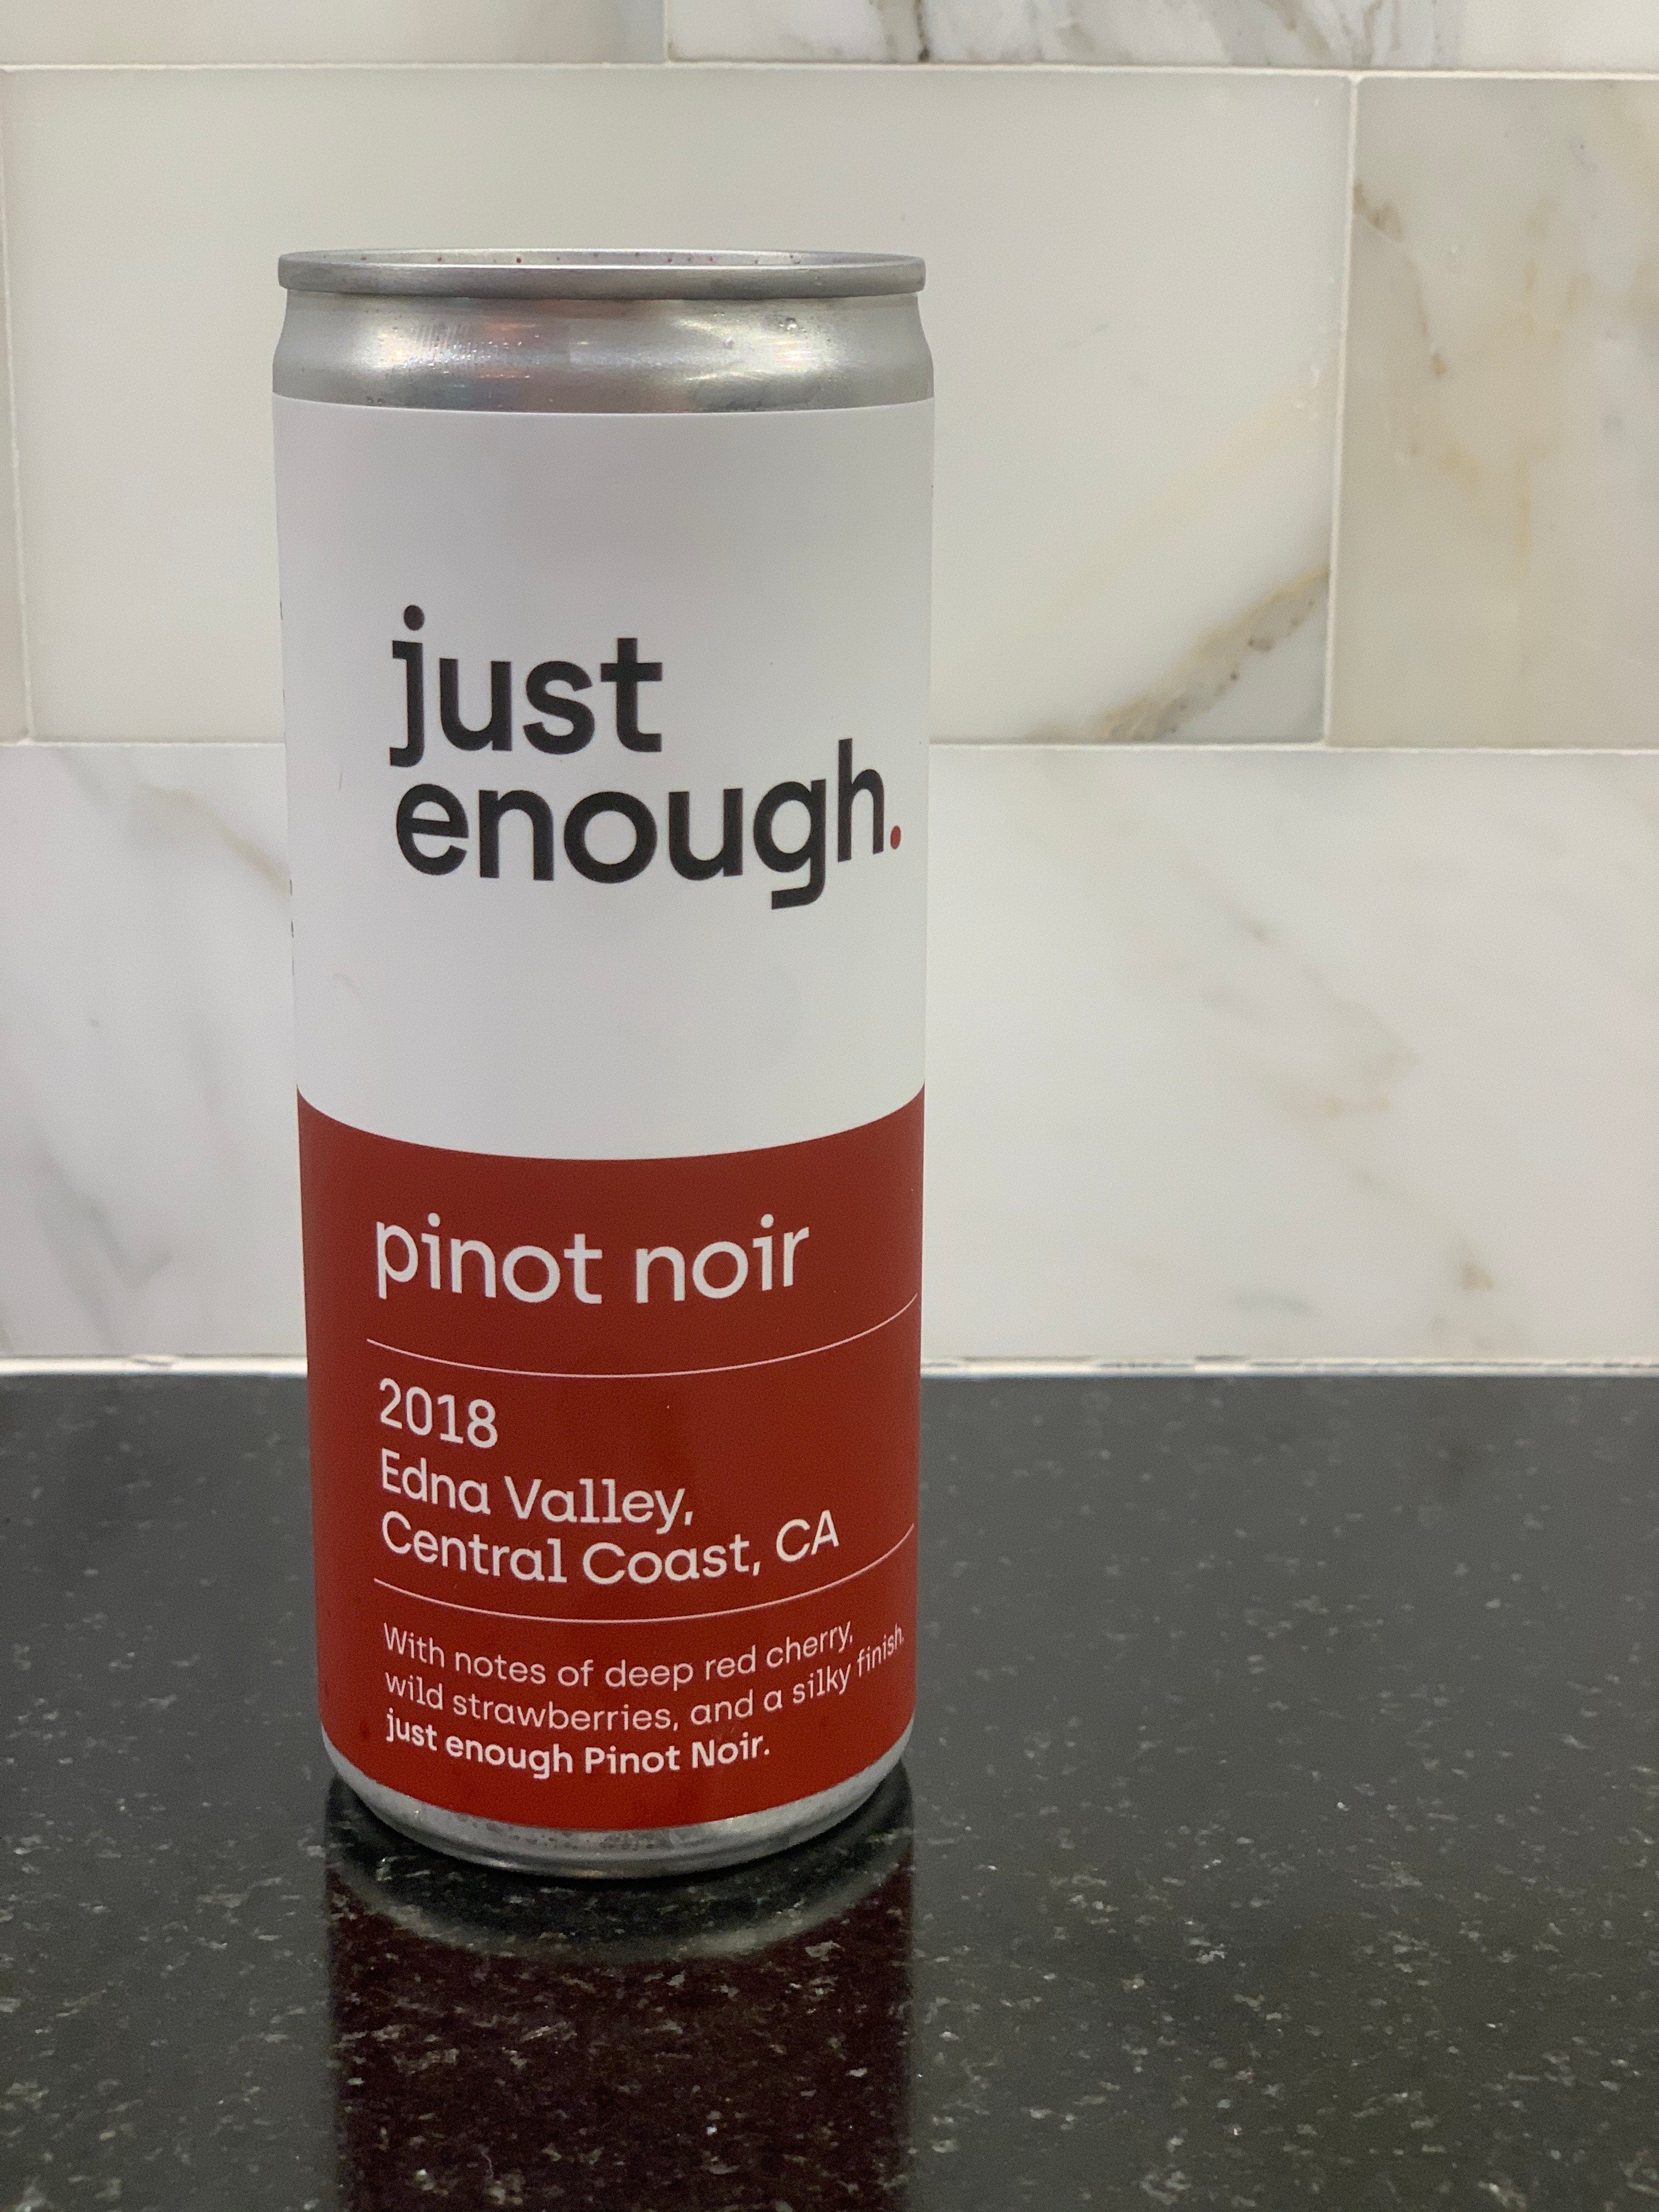 just
enough.
pinot noir
2018
Edna Valley,
Central Coast, CA
With notes of deep red cherry,
wild strawberries, and a silky finish.
just enough Pinot Noir.